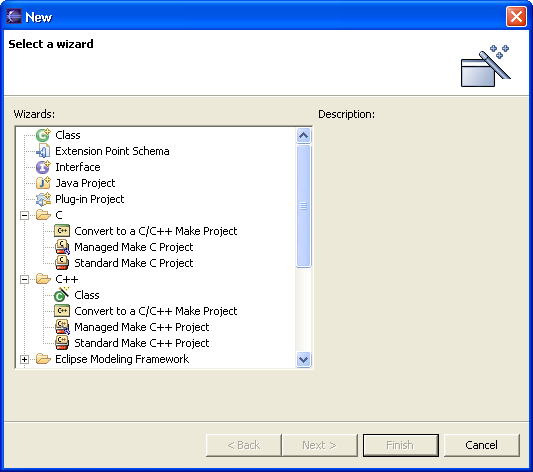 New
Select a wizard
Wizards:
Description:
Class
Extension Point Schema
Interface
Java Project
Plug-in Project
C
Convert to a C/C++ Make Project
Managed Make C Project
Standard Make C Project
C++
Class
Convert to a C/C++ Make Project
Managed Make C++ Project
Standard Make C++ Project
Eclipse Modeling Framework
< Back Next > Finish Cancel